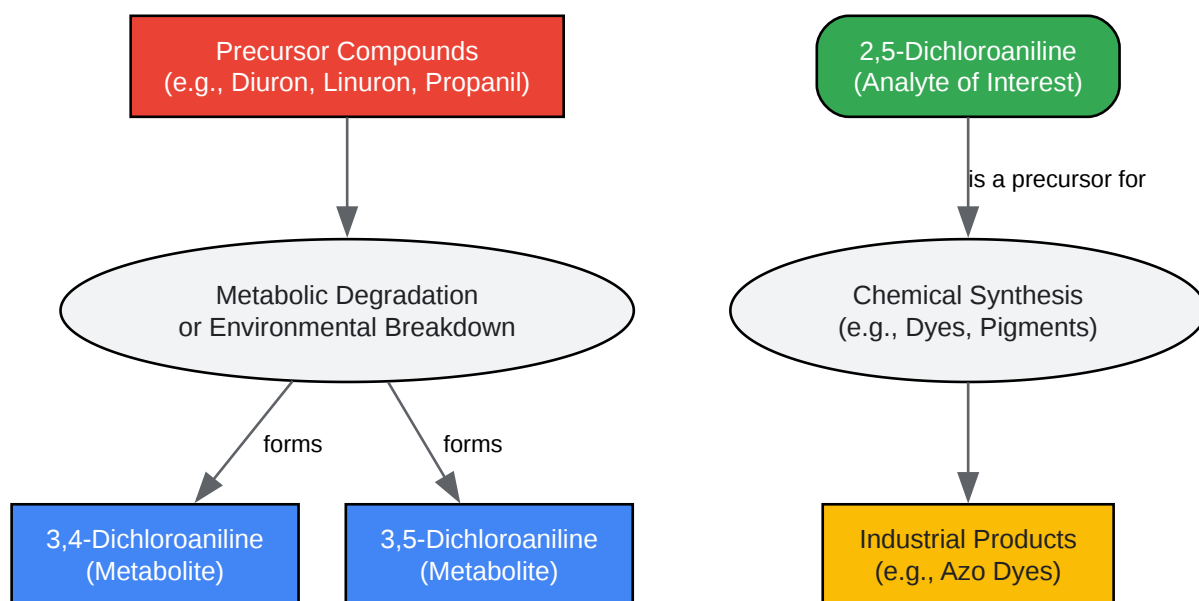 Precursor Compounds
(e.g., Diuron, Linuron, Propanil)
2,5-Dichloroaniline
(Analyte of Interest)
is a precursor for
Metabolic Degradation
or Environmental Breakdown
Chemical Synthesis
(e.g., Dyes, Pigments)
forms
forms
3,4-Dichloroaniline
(Metabolite)
3,5-Dichloroaniline
(Metabolite)
Industrial Products
(e.g., Azo Dyes)